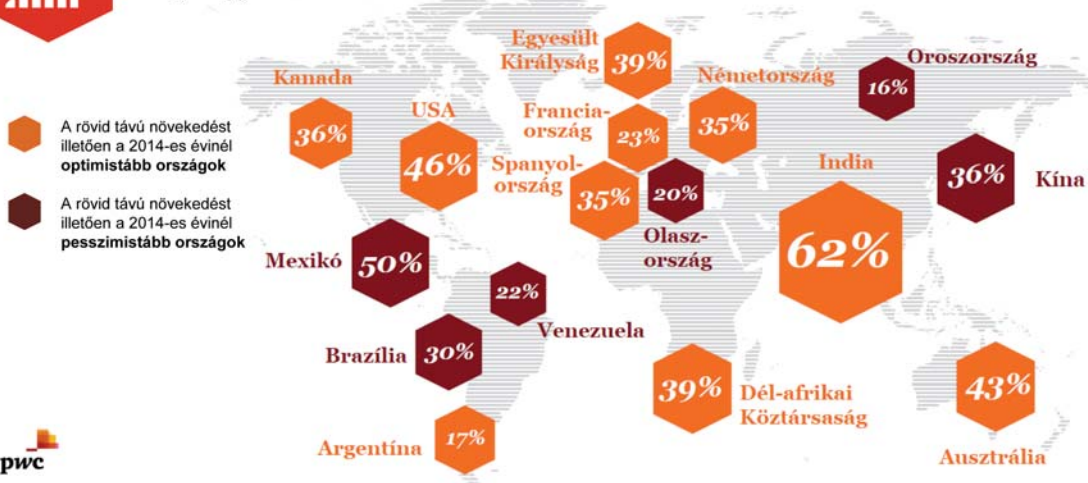 Egyesült
Királyság
39%
Oroszország
16%
Kanada
36%
Németország
35%
USA
46%
Francia-
ország
23%
A rövid távú növekedést
illetően a 2014-es évinél
optimistább országok
Spanyol-
ország
35%
20%
Olasz-
ország
India
62%
36%
Kína
A rövid távú növekedést
illetően a 2014-es évinél
pesszimistább országok
Mexikó
50%
22%
Venezuela
Brazília
30%
39%
Dél-afrikai
Köztársaság
43%
Ausztrália
Argentína
17%
pwc